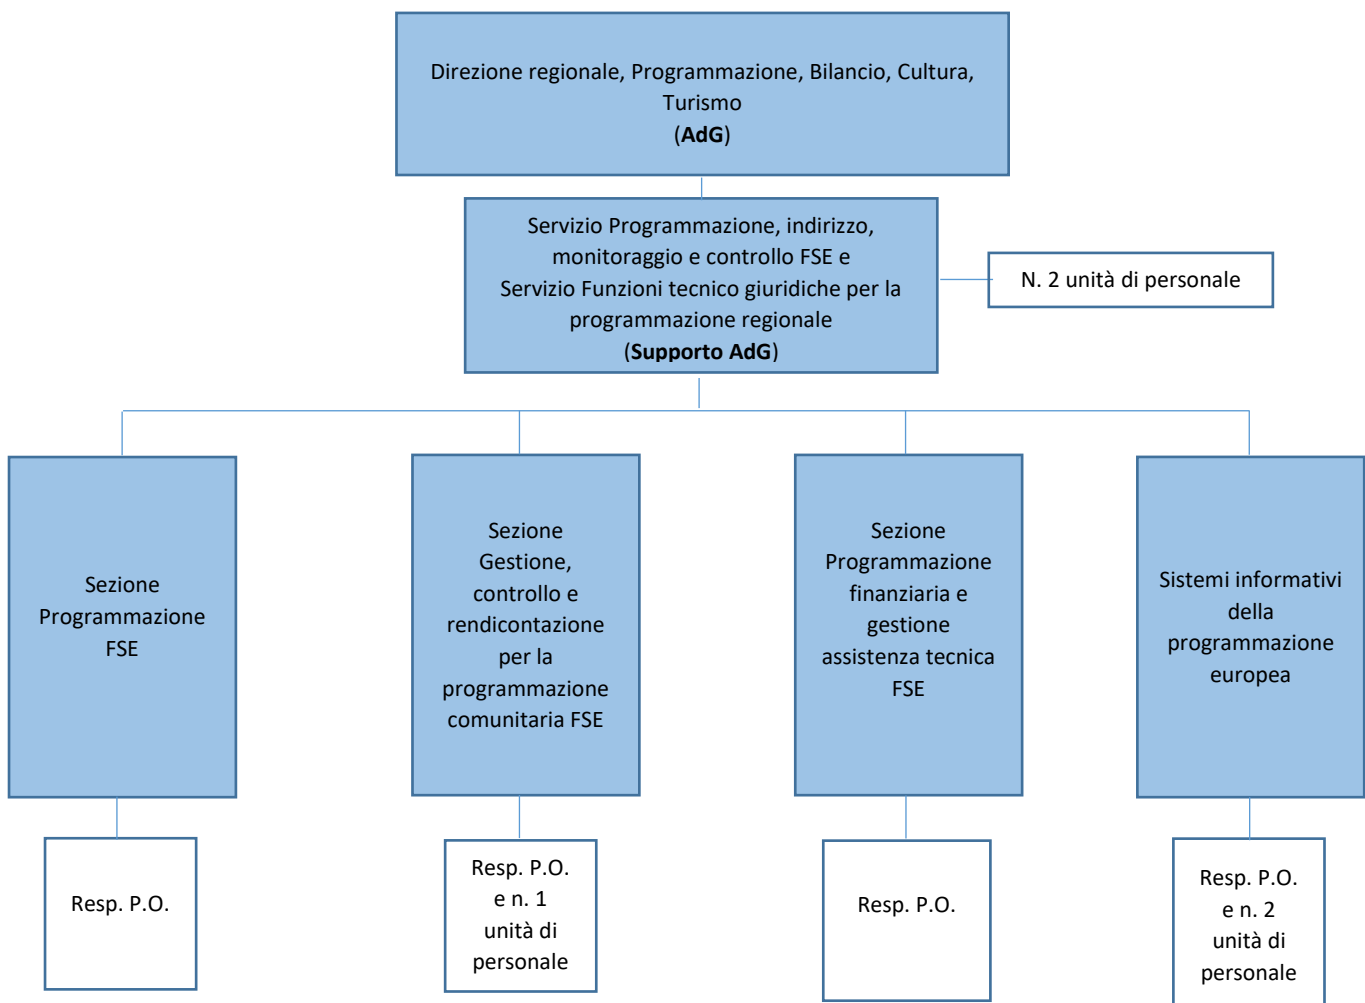 Direzione regionale, Programmazione, Bilancio, Cultura,
Turismo
(AdG)
Servizio Programmazione, indirizzo,
monitoraggio e controllo FSE e
Servizio Funzioni tecnico giuridiche per la
programmazione regionale
(Supporto AdG)
N. 2 unità di personale
Sezione
Programmazione
FSE
Sezione
Gestione,
controllo e
rendicontazione
per la
programmazione
comunitaria FSE
Sezione
Programmazione
finanziaria e
gestione
assistenza tecnica
FSE
Sistemi informativi
della
programmazione
europea
Resp. P.O.
Resp. P.O.
e n. 1
unità di
personale
Resp. P.O.
Resp. P.O.
e n. 2
unità di
personale